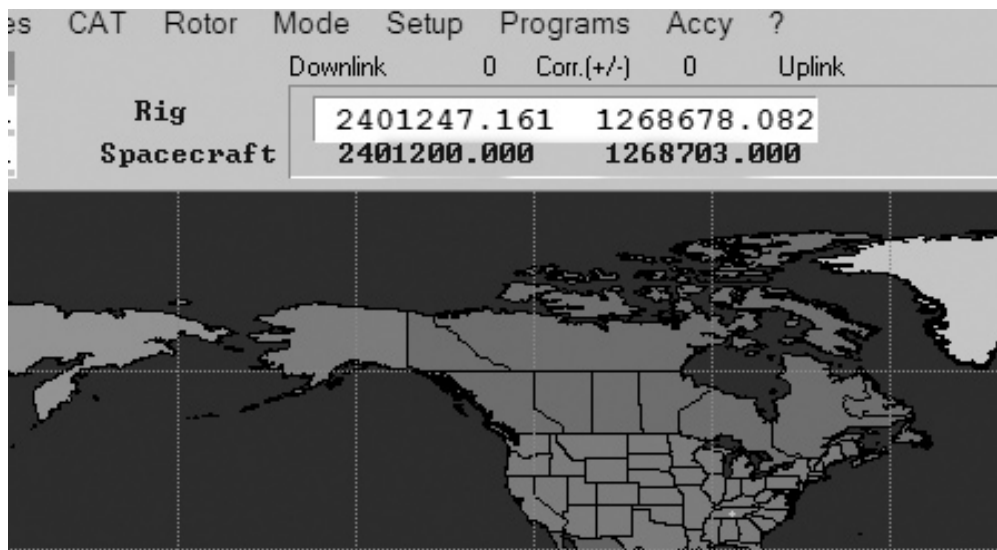 es CAT Rotor Mode Setup Programs Accy ?
Downlink 0 Corr.(+/-) 0 Uplink
Rig 2401247.161 1268678.082
Spacecraft 2401200.000 1268703.000